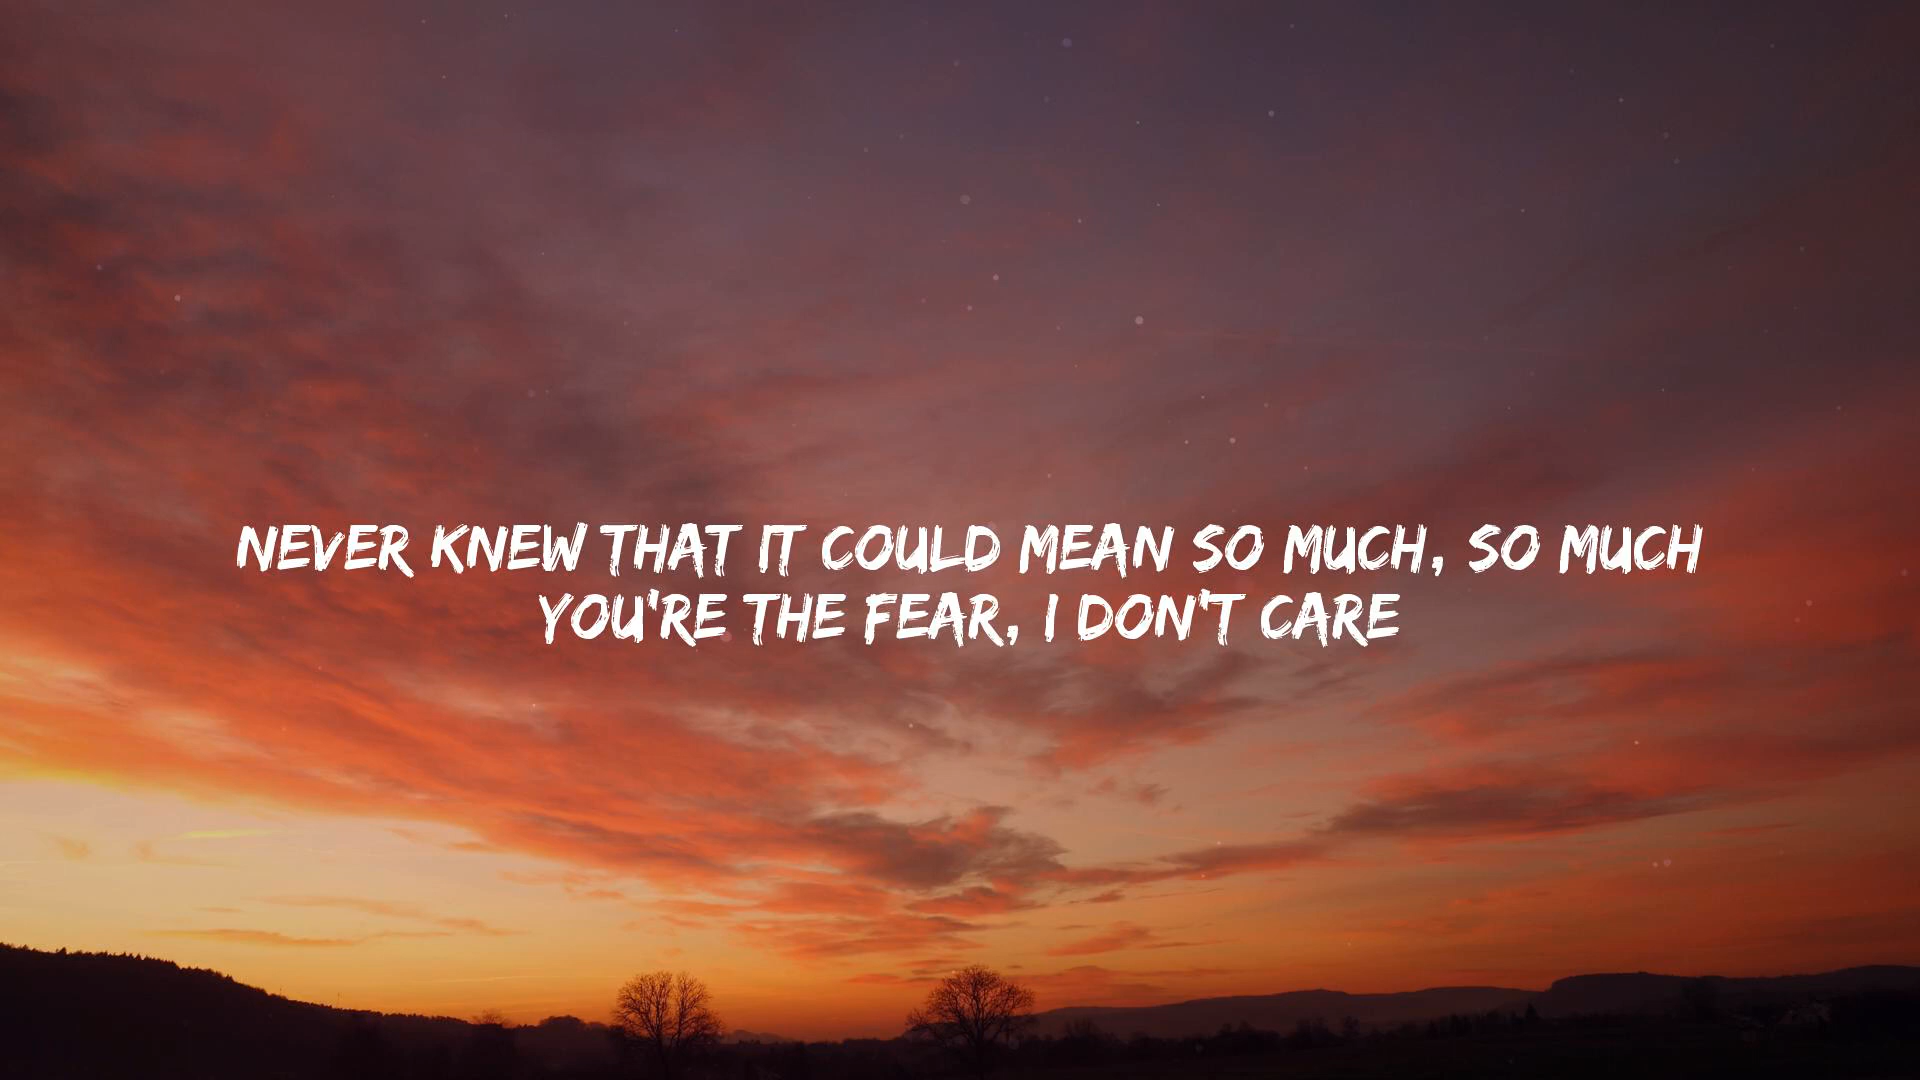 NEVER KNEW THAT IT COULD MEAN SO MUCH, SO MUCH
YOU'RE THE FEAR, I DON'T CARE